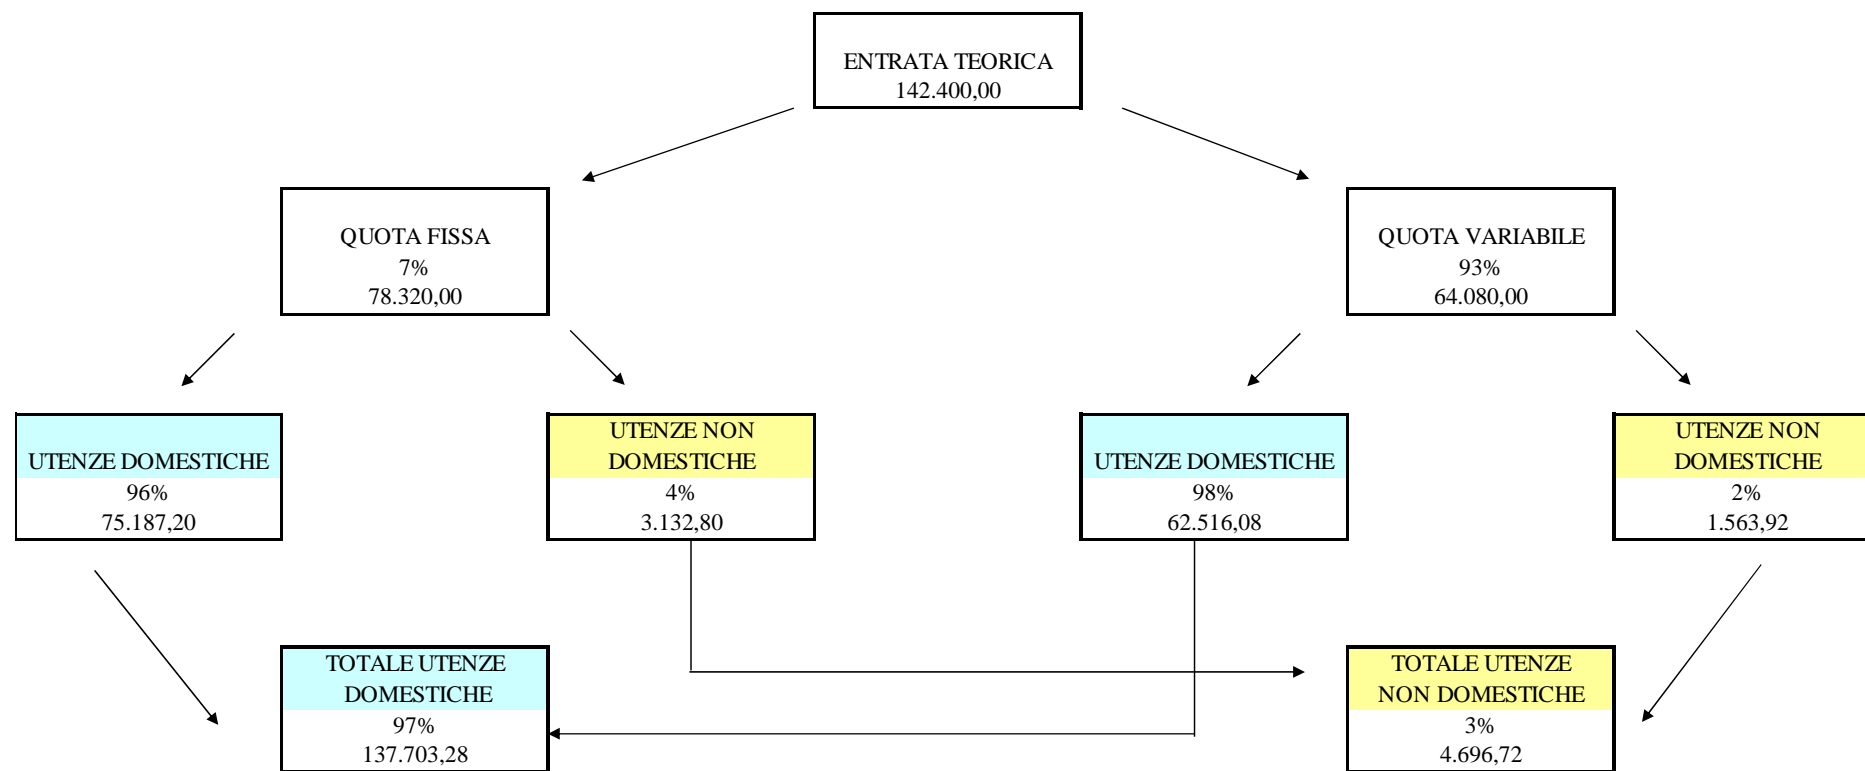 ENTRATA TEORICA
142.400,00
QUOTA FISSA
7%
78.320,00
QUOTA VARIABILE
93%
64.080,00
UTENZE DOMESTICHE
96%
75.187,20
UTENZE NON
DOMESTICHE
4%
3.132,80
UTENZE DOMESTICHE
98%
62.516,08
UTENZE NON
DOMESTICHE
2%
1.563,92
TOTALE UTENZE
DOMESTICHE
97%
137.703,28
TOTALE UTENZE
NON DOMESTICHE
3%
4.696,72